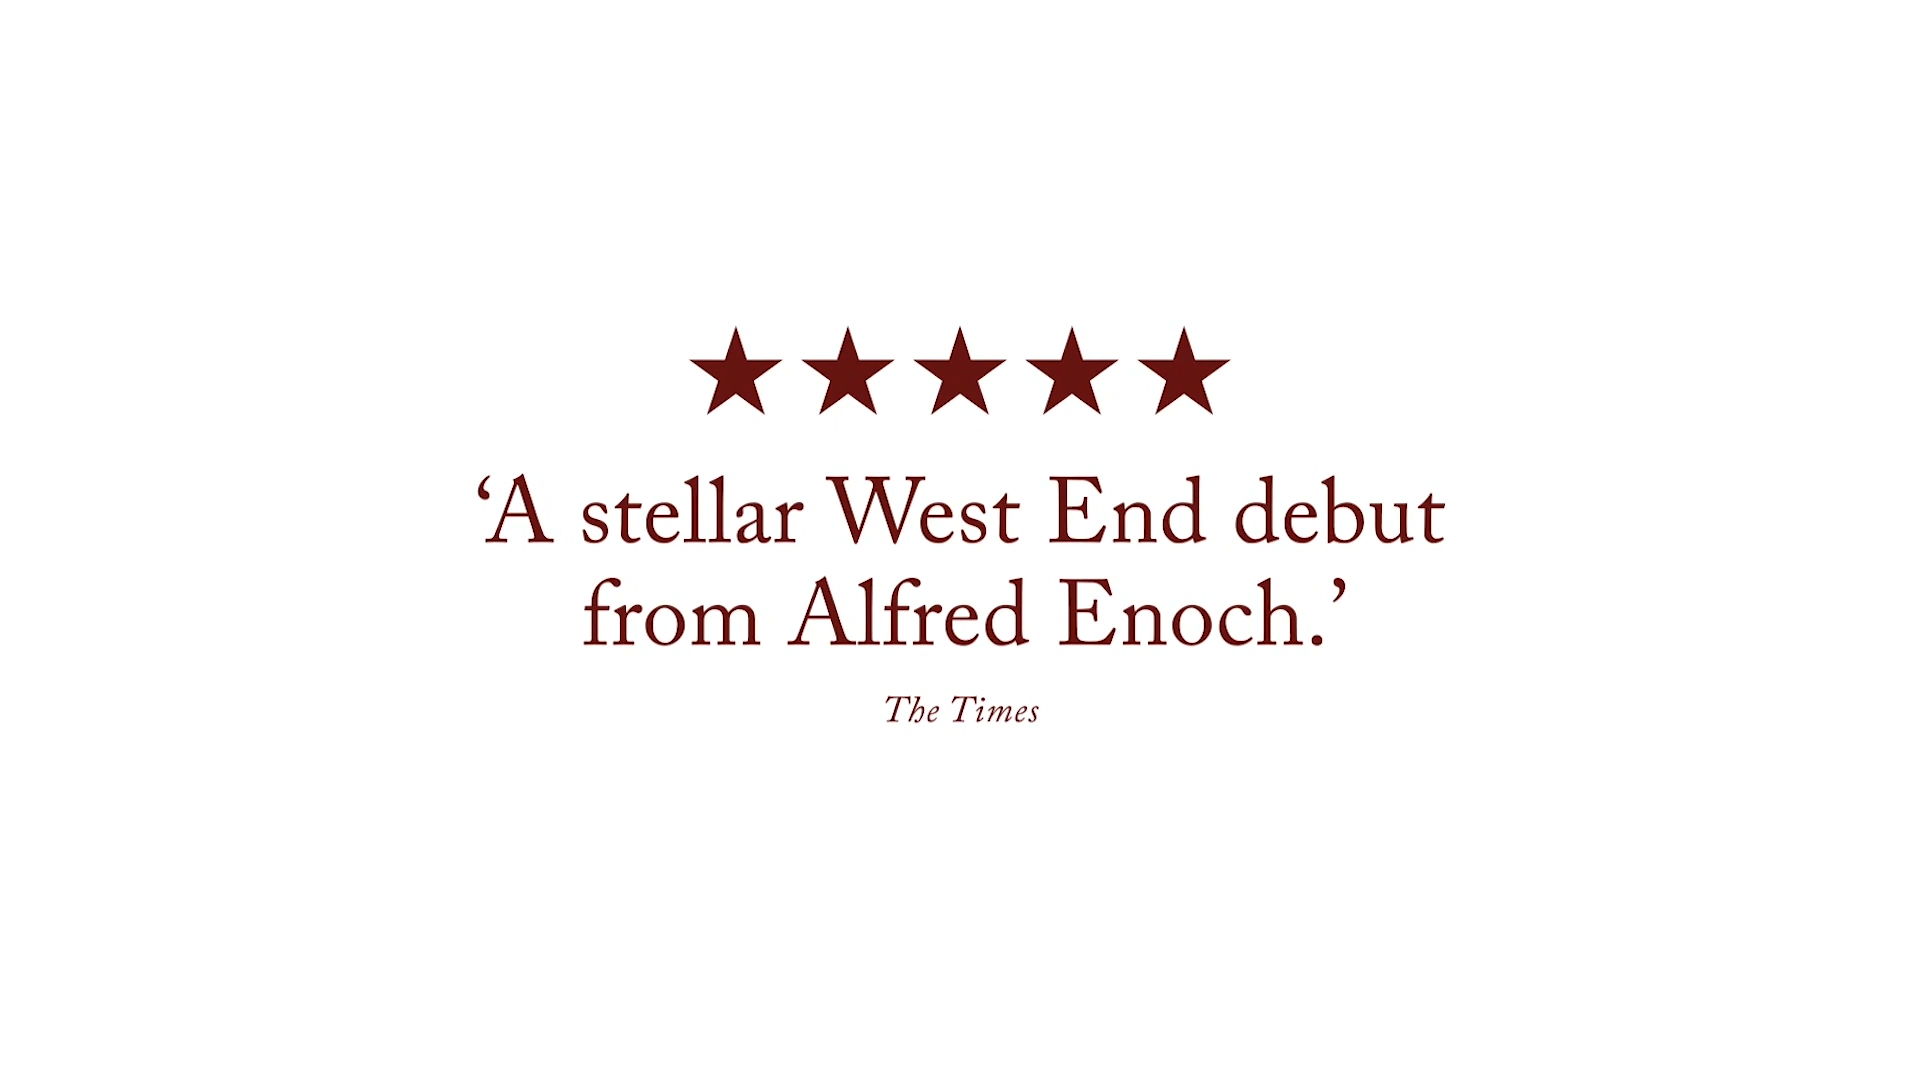 ★★★★★
‘A stellar West End debut
from Alfred Enoch.’
The Times